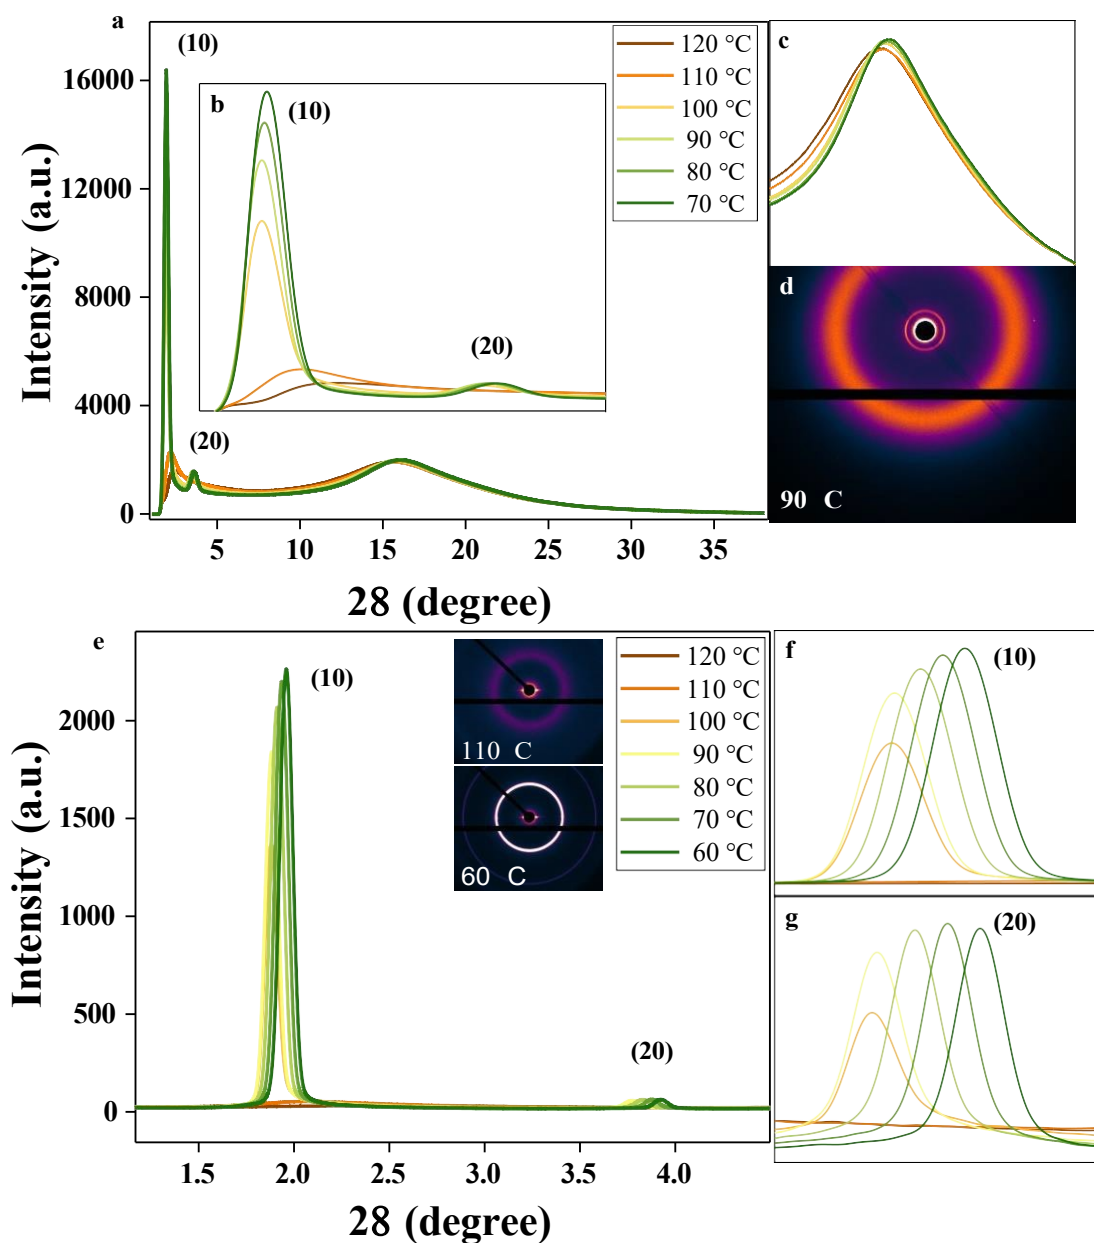 a
(10)
16000
12000
8000
4000
0
Intensity (a.u.)
b
(10)
(20)
(20)
120 °C
110 °C
100 °C
90 °C
80 °C
70 °C
5
10
15
20
25
30
35
28 (degree)
c
d
90 C
e
(10)
2000
1500
1000
500
0
Intensity (a.u.)
110 C
60 C
120 °C
110 °C
100 °C
90 °C
80 °C
70 °C
60 °C
(20)
1.5
2.0
2.5
3.0
3.5
4.0
28 (degree)
f
(10)
g
(20)